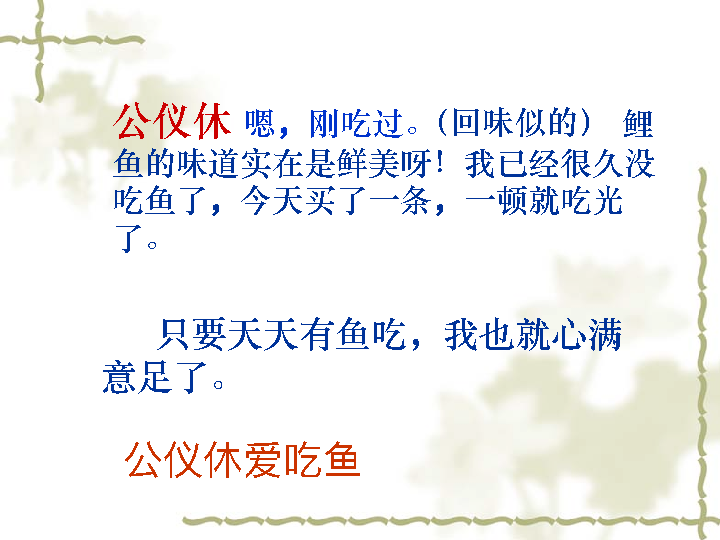 公仪休 嗯，刚吃过。（回味似的） 鲤
鱼的味道实在是鲜美呀！我已经很久没
吃鱼了，今天买了一条，一顿就吃光
了。
只要天天有鱼吃，我也就心满
意足了。
公仪休爱吃鱼